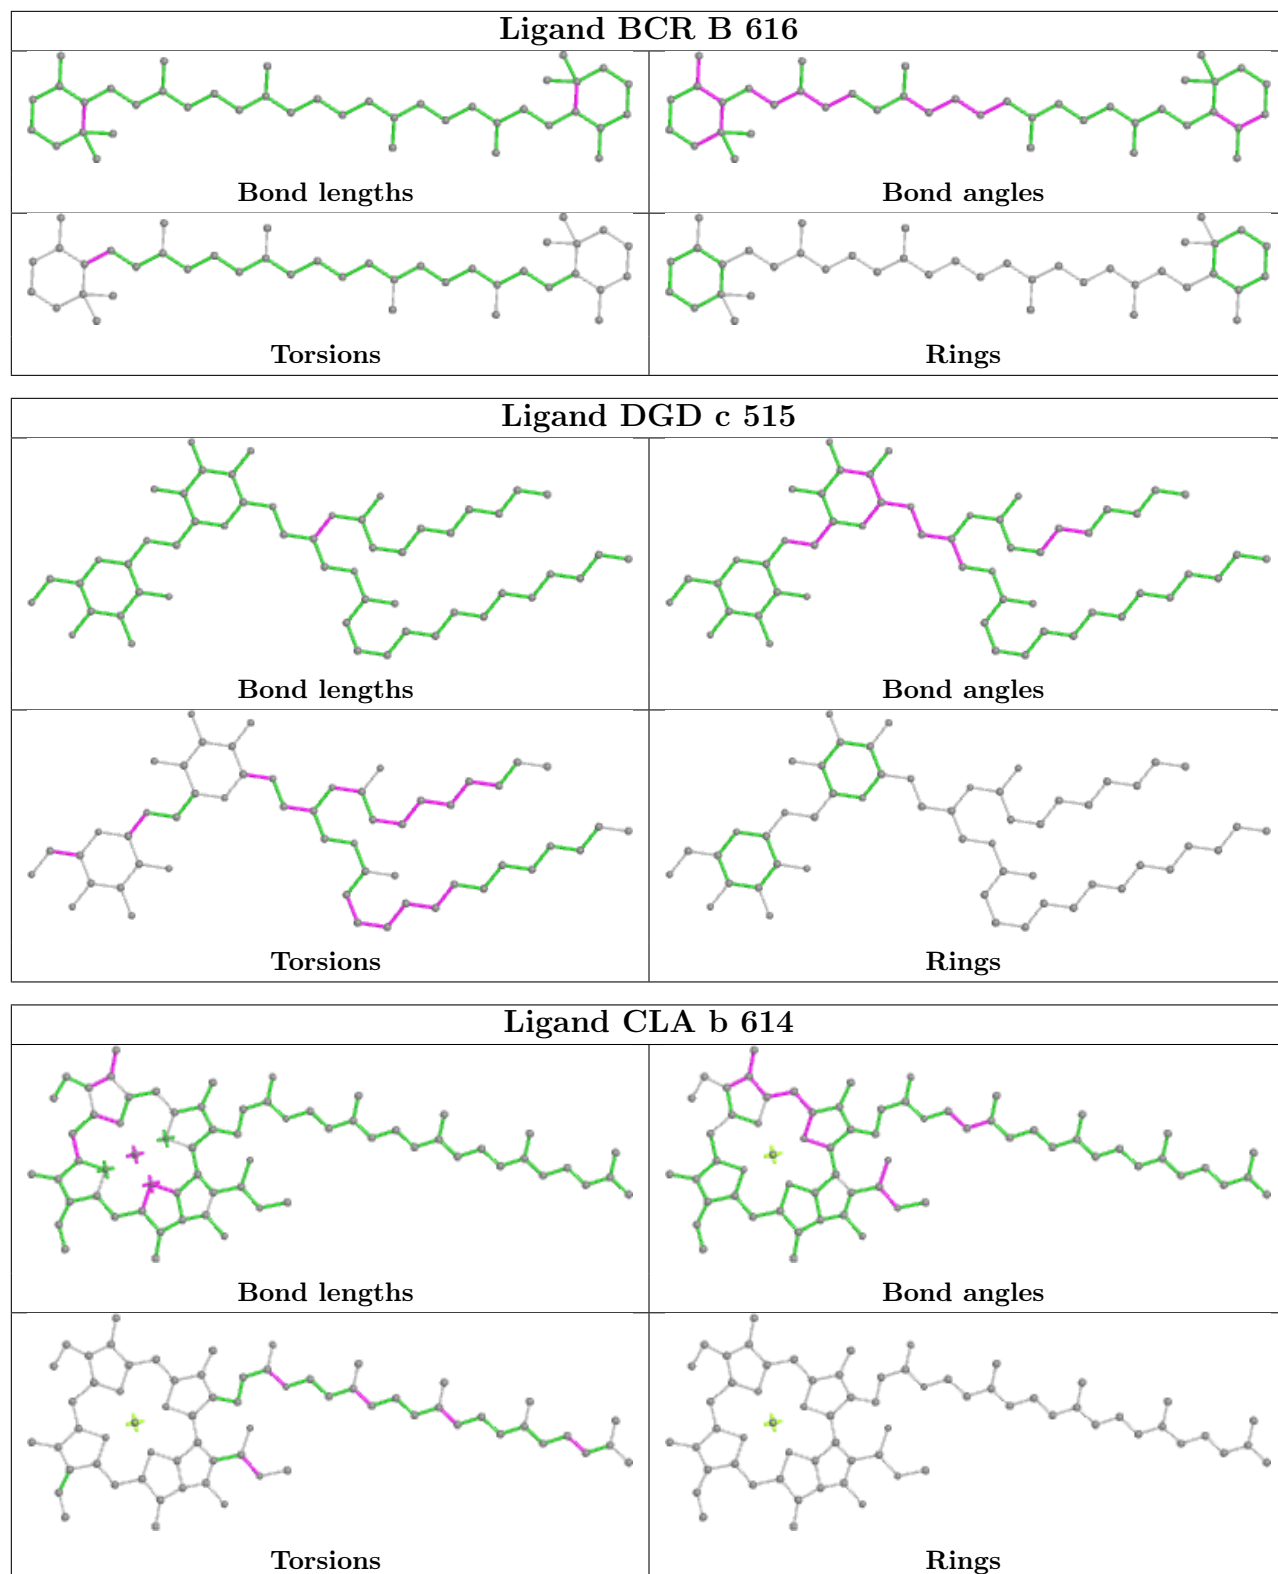 Ligand BCR B 616
Bond lengths
Bond angles
Torsions
Rings
Ligand DGD c 515
Bond lengths
Bond angles
Torsions
Rings
Ligand CLA b 614
Bond lengths
Bond angles
Torsions
Rings